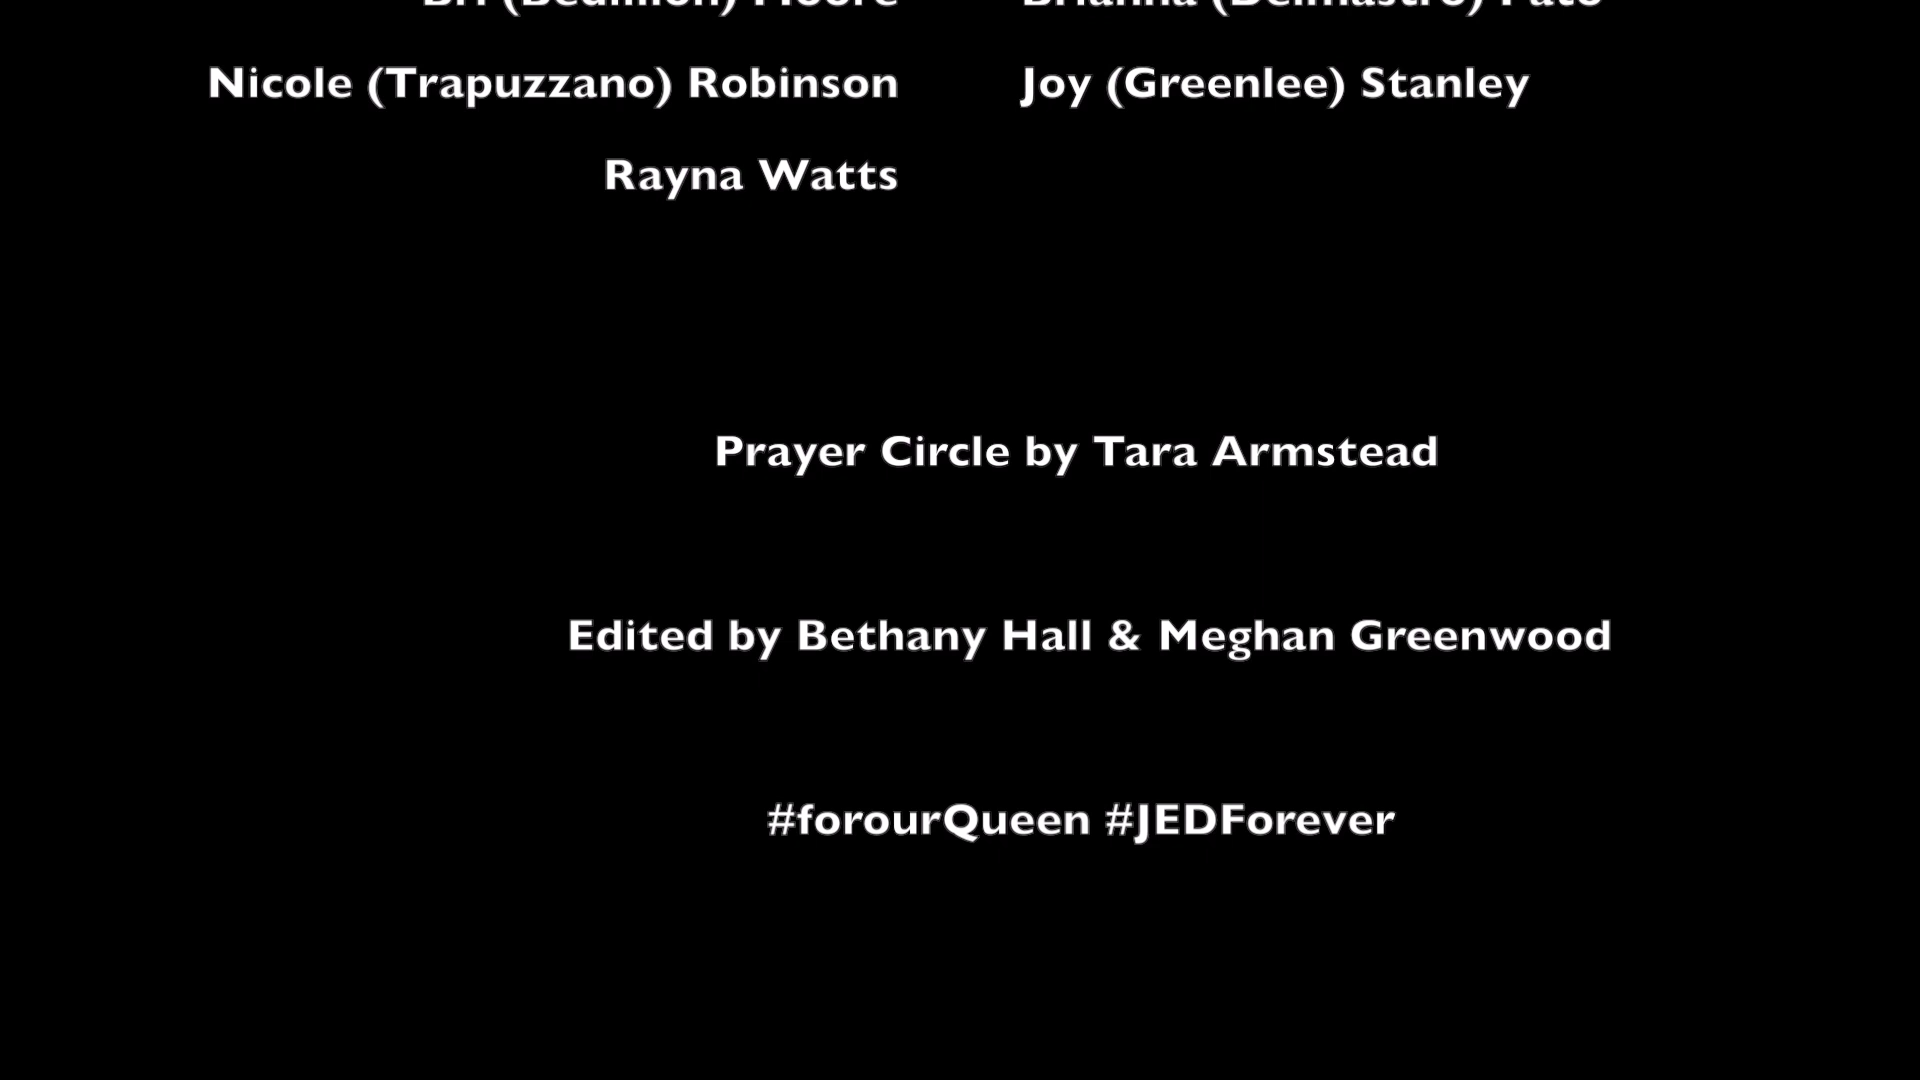 Nicole (Trapuzzano) Robinson Joy (Greenlee) Stanley
Rayna Watts
Prayer Circle by Tara Armstead
Edited by Bethany Hall & Meghan Greenwood
#forourQueen #JEDForever